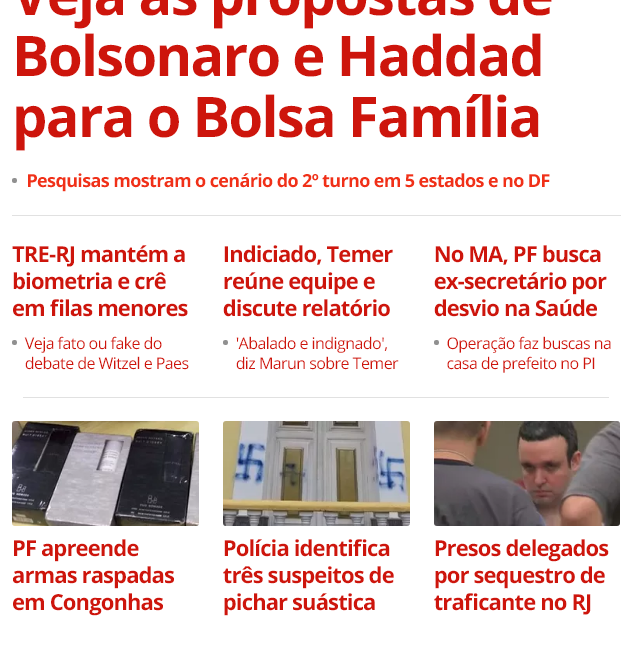 Veja as propostas de
Bolsonaro e Haddad
para o Bolsa Família
Pesquisas mostram o cenário do 2º turno em 5 estados e no DF
TRE-RJ mantém a
biometria e crê
em filas menores
Veja fato ou fake do
debate de Witzel e Paes
Indiciado, Temer
reúne equipe e
discute relatório
'Abalado e indignado',
diz Marun sobre Temer
No MA, PF busca
ex-secretário por
desvio na Saúde
Operação faz buscas na
casa de prefeito no PI
PF apreende
armas raspadas
em Congonhas
Polícia identifica
três suspeitos de
pichar suástica
Presos delegados
por sequestro de
traficante no RJ